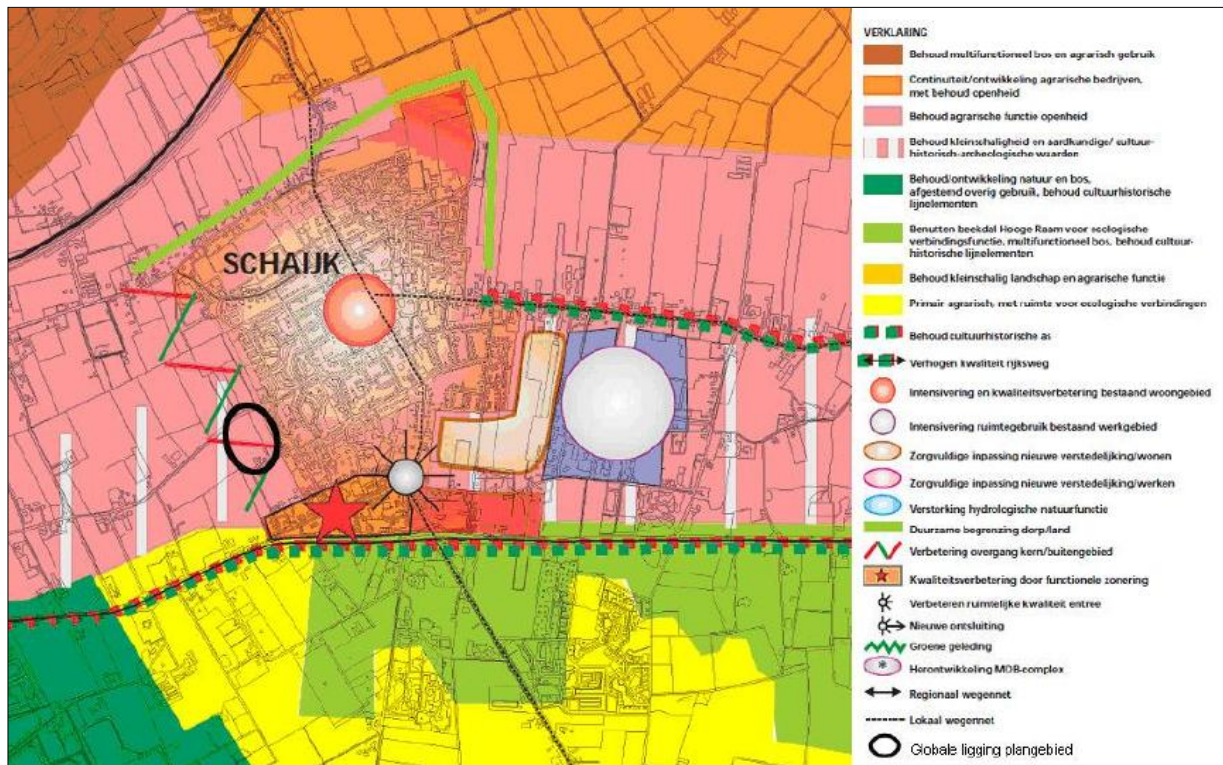 SCHAIJK
VERKLARING
Behoud multifunctioneel bos en agrarisch gebruik
Continuïteit/ontwikkeling agrarische bedrijven,
met behoud openheid
Behoud agrarische functie openheid
Behoud kleinschaligheid en aardkundige/ cultuur-
historisch-archeologische waarden
Behoud/ontwikkeling natuur en bos,
afgestemd overig gebruik, behoud cultuurhistorische
lijnelementen
Benutten beekdal Hooge Raam voor ecologische
verbindingsfunctie, multifunctioneel bos, behoud cultuur-
historische lijnelementen
Behoud kleinschalig landschap en agrarische functie
Primair agrarisch, met ruimte voor ecologische verbindingen
Behoud cultuurhistorische as
Verhogen kwaliteit rijksweg
Intensivering en kwaliteitsverbetering bestaand woongebied
Intensivering ruimtegebruik bestaand werkgebied
Zorgvuldige inpassing nieuwe verstedelijking/wonen
Zorgvuldige inpassing nieuwe verstedelijking/werken
Versterking hydrologische natuurfunctie
Duurzame begrenzing dorp/land
Verbetering overgang kern/buitengebied
Kwaliteitsverbetering door functionele zonering
Verbeteren ruimtelijke kwaliteit entree
Nieuwe ontsluiting
Groene geleding
Herontwikkeling MOB-complex
Regionaal wegennet
Lokaal wegennet
Globale ligging plangebied